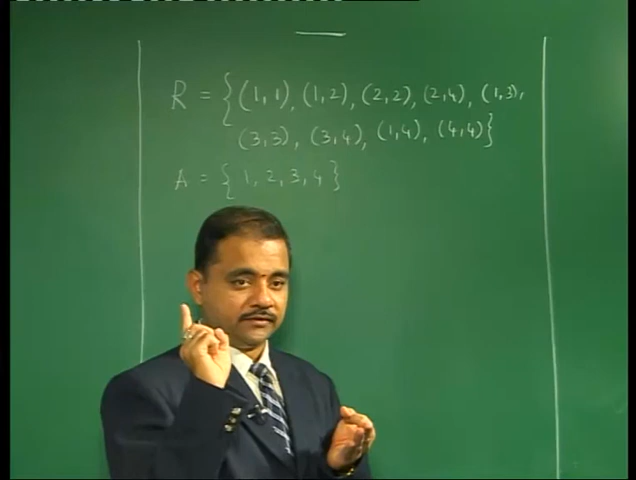 R = {(1,1), (1,2), (2,2), (2,4), (1,3),
(3,3), (3,4), (1,4), (4,4)}
A = {1, 2, 3, 4}